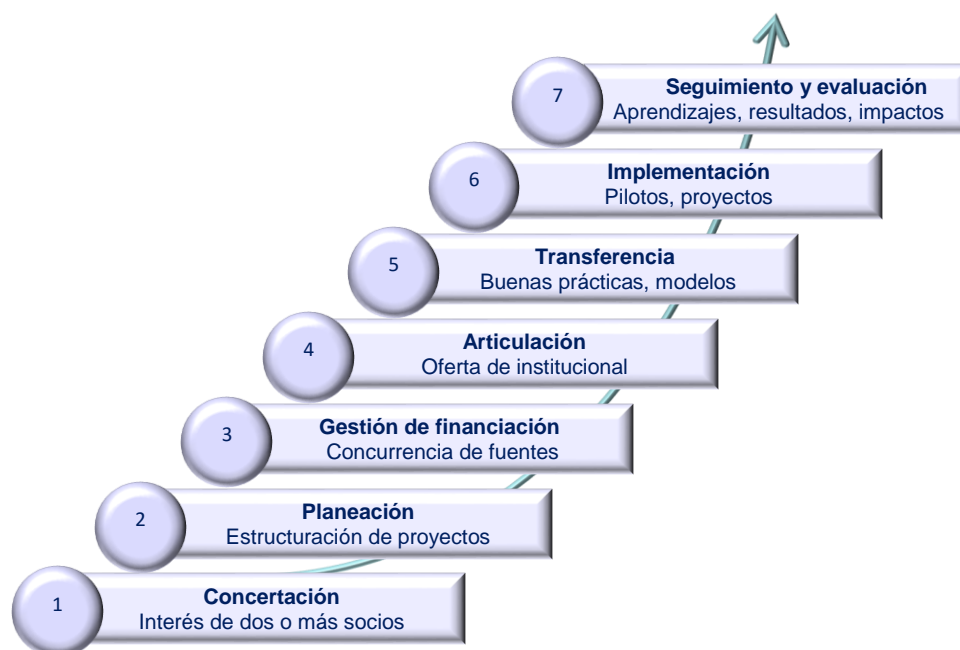 7
Seguimiento y evaluación
Aprendizajes, resultados, impactos
6
Implementación
Pilotos, proyectos
5
Transferencia
Buenas prácticas, modelos
4
Articulación
Oferta de institucional
3
Gestión de financiación
Concurrencia de fuentes
2
Planeación
Estructuración de proyectos
1
Concertación
Interés de dos o más socios